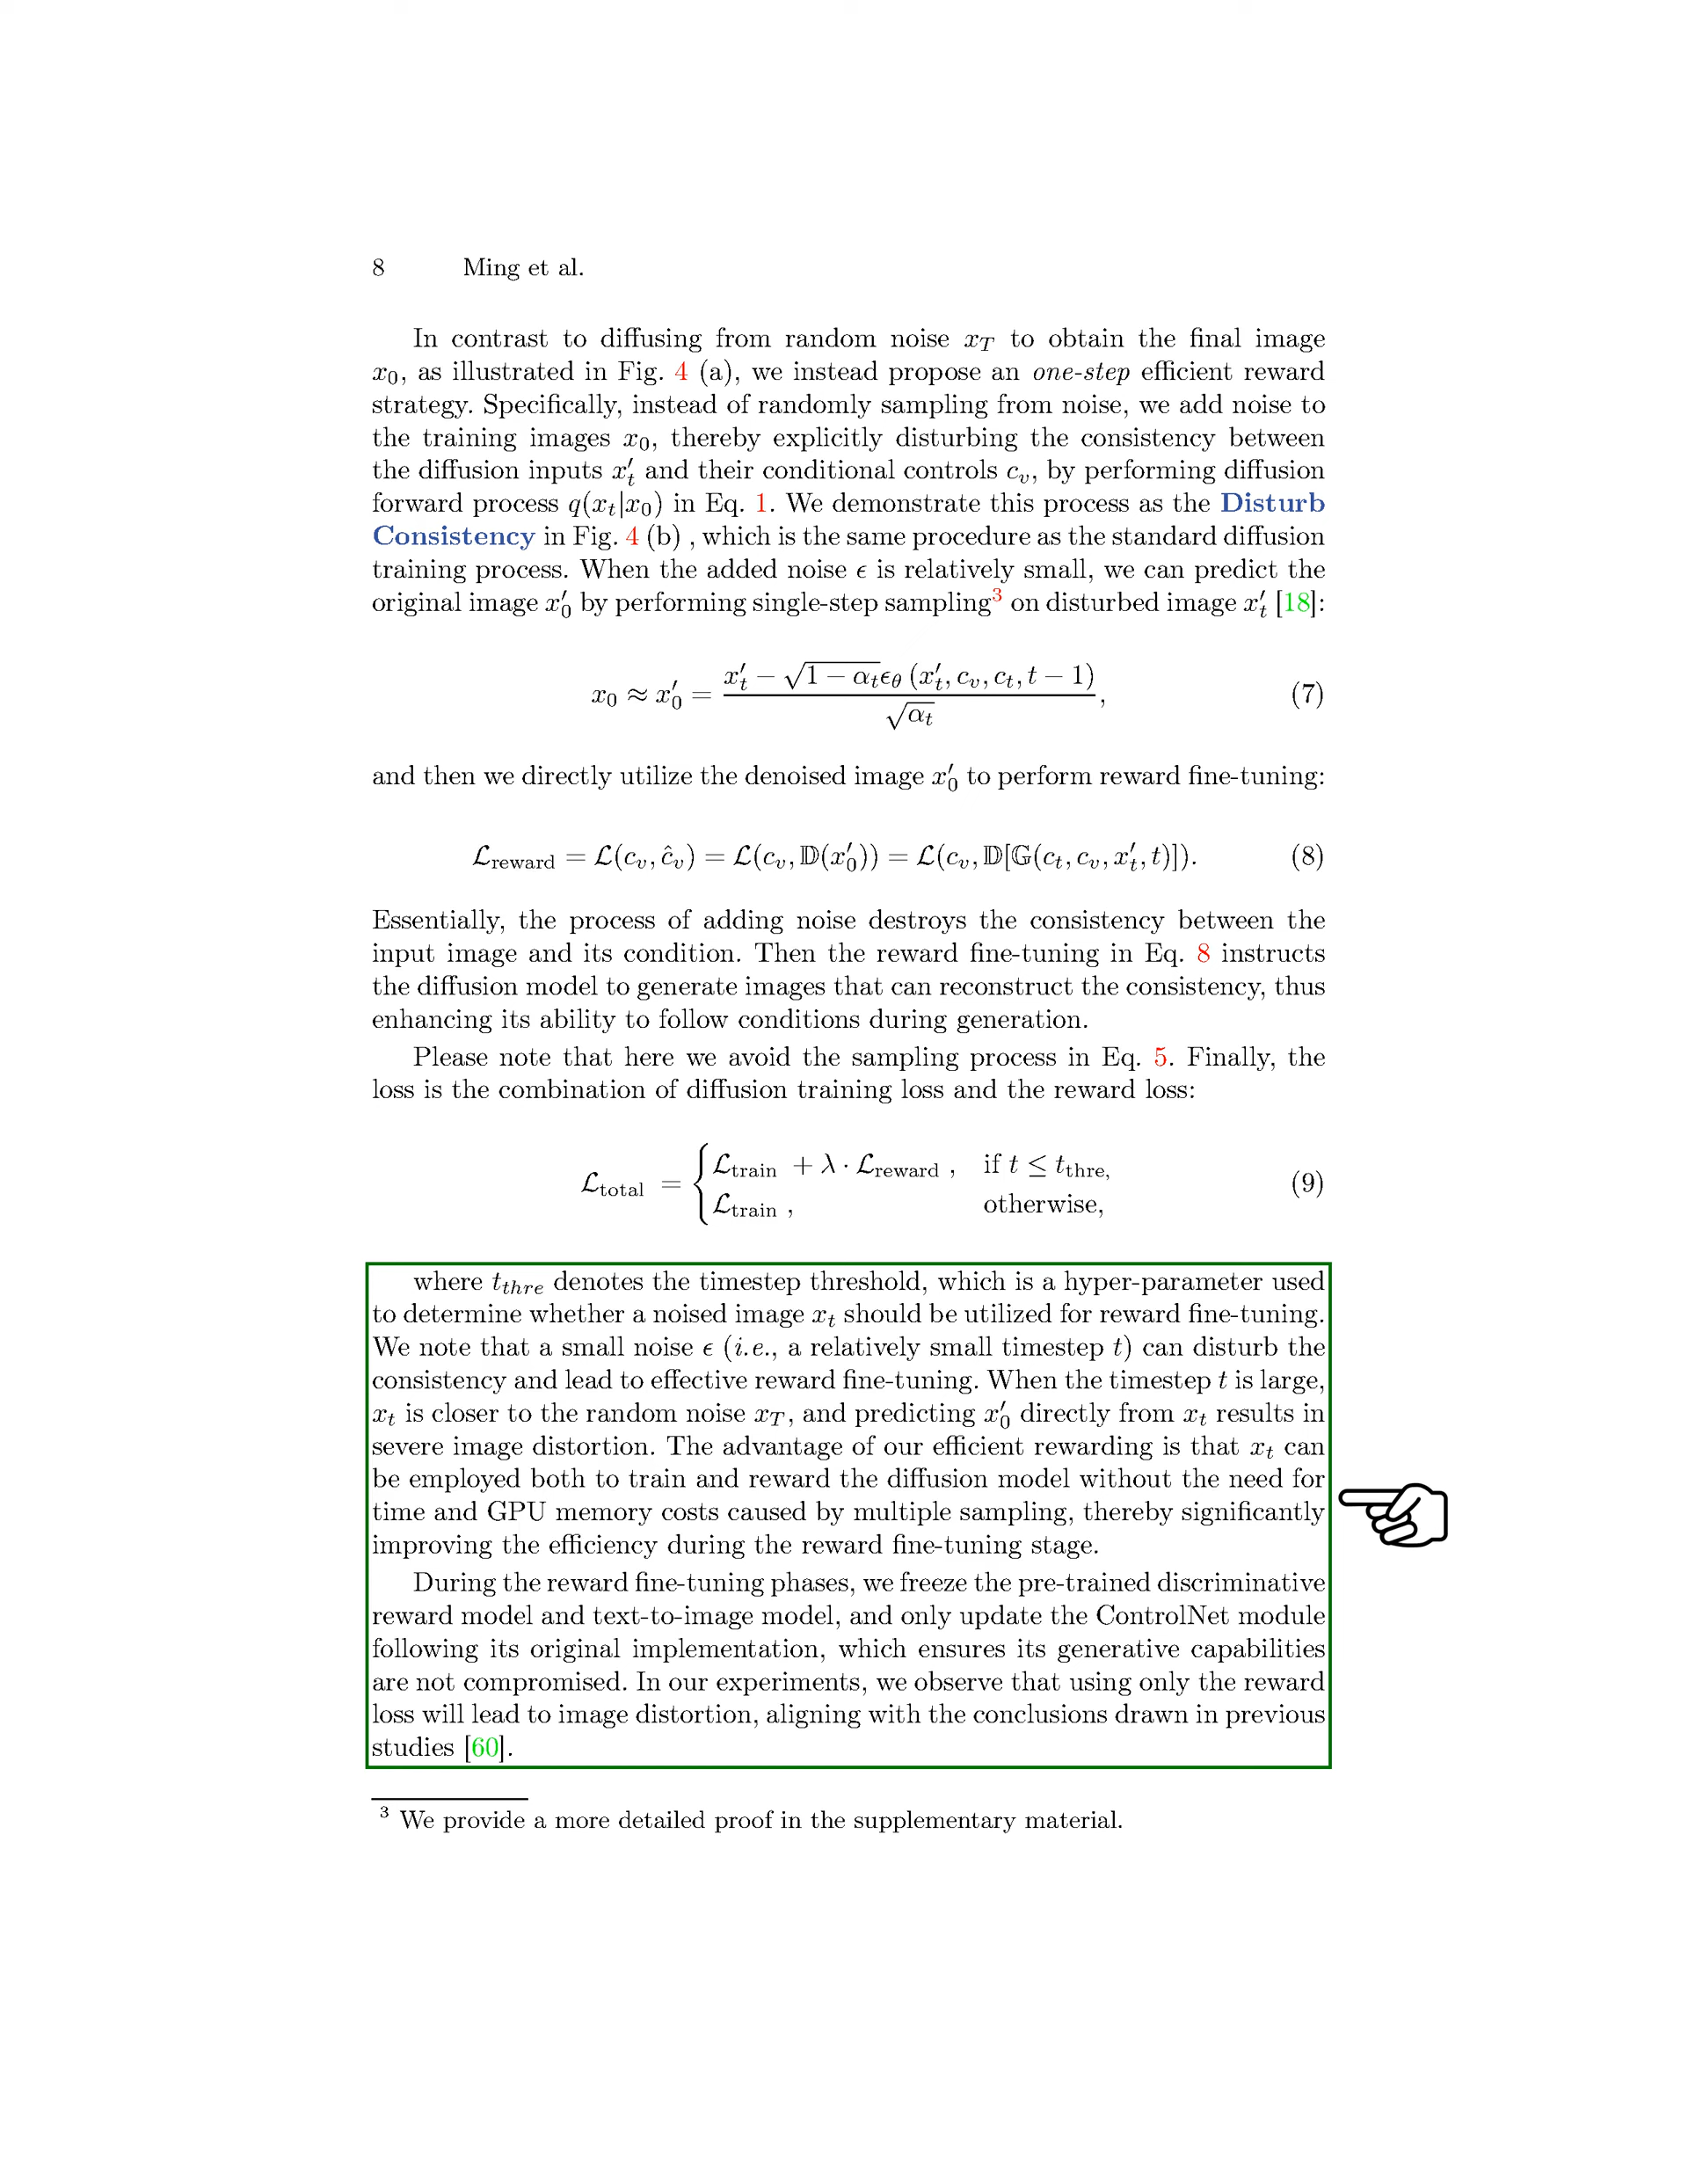 8 Ming et al.
In contrast to diffusing from random noise x_T to obtain the final image
x_0, as illustrated in Fig. 4 (a), we instead propose an one-step efficient reward
strategy. Specifically, instead of randomly sampling from noise, we add noise to
the training images x_0, thereby explicitly disturbing the consistency between
the diffusion inputs x′_t and their conditional controls c_v, by performing diffusion
forward process q(x_t|x_0) in Eq. 1. We demonstrate this process as the Disturb
Consistency in Fig. 4 (b) , which is the same procedure as the standard diffusion
training process. When the added noise ϵ is relatively small, we can predict the
original image x′_0 by performing single-step sampling³ on disturbed image x′_t [18]:
x_0 ≈ x′_0 = (x′_t − √(1 − α_t) ϵ_θ (x′_t, c_v, c_t, t − 1)) / √α_t, (7)
and then we directly utilize the denoised image x′_0 to perform reward fine-tuning:
ℒ_reward = ℒ(c_v, ĉ_v) = ℒ(c_v, 𝔻(x′_0)) = ℒ(c_v, 𝔻[𝔾(c_t, c_v, x′_t, t)]). (8)
Essentially, the process of adding noise destroys the consistency between the
input image and its condition. Then the reward fine-tuning in Eq. 8 instructs
the diffusion model to generate images that can reconstruct the consistency, thus
enhancing its ability to follow conditions during generation.
Please note that here we avoid the sampling process in Eq. 5. Finally, the
loss is the combination of diffusion training loss and the reward loss:
ℒ_total = { ℒ_train + λ · ℒ_reward , if t ≤ t_thre,
ℒ_train , otherwise, (9)
where t_thre denotes the timestep threshold, which is a hyper-parameter used
to determine whether a noised image x_t should be utilized for reward fine-tuning.
We note that a small noise ϵ (i.e., a relatively small timestep t) can disturb the
consistency and lead to effective reward fine-tuning. When the timestep t is large,
x_t is closer to the random noise x_T, and predicting x′_0 directly from x_t results in
severe image distortion. The advantage of our efficient rewarding is that x_t can
be employed both to train and reward the diffusion model without the need for
time and GPU memory costs caused by multiple sampling, thereby significantly
improving the efficiency during the reward fine-tuning stage.
During the reward fine-tuning phases, we freeze the pre-trained discriminative
reward model and text-to-image model, and only update the ControlNet module
following its original implementation, which ensures its generative capabilities
are not compromised. In our experiments, we observe that using only the reward
loss will lead to image distortion, aligning with the conclusions drawn in previous
studies [60].
³ We provide a more detailed proof in the supplementary material.